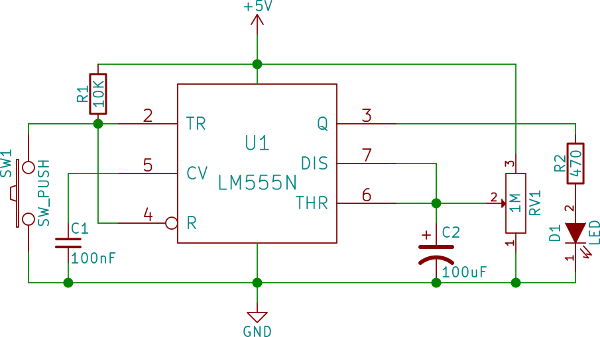 +5V
R1
10K
2
TR
Q
3
SW1
SW_PUSH
5
CV
U1
LM555N
DIS
7
THR
6
4
R
C1
100nF
C2
100uF
3
2
1
1M
RV1
R2
470
2
D1
LED
1
GND